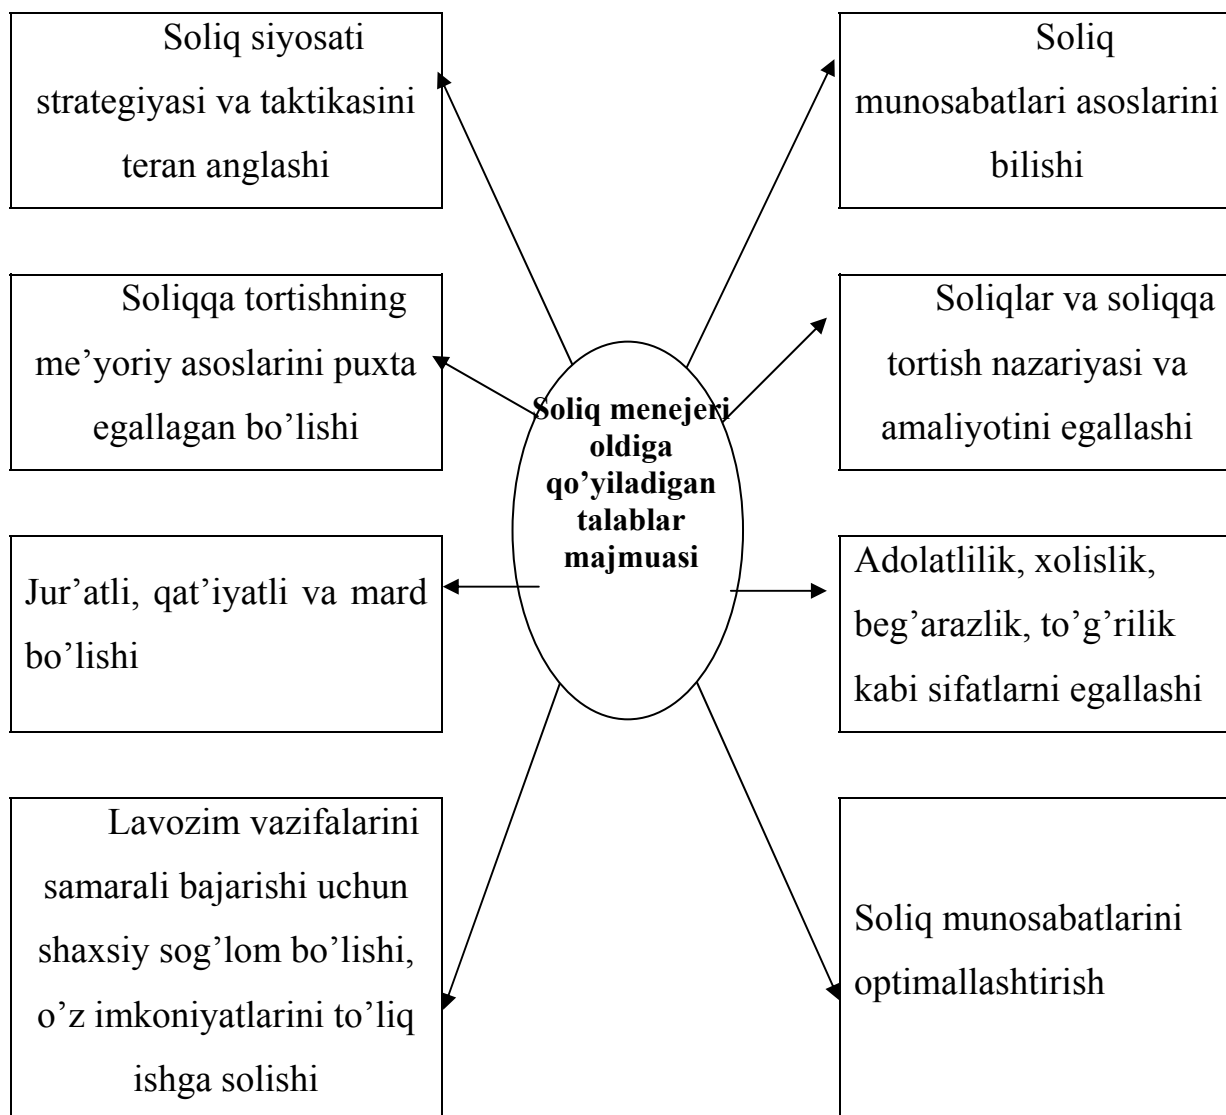 Soliq siyosati
strategiyasi va taktikasini
teran anglashi
Soliq
munosabatlari asoslarini
bilishi
Soliqqa tortishning
me’yoriy asoslarini puxta
egallagan bo’lishi
Soliqlar va soliqqa
tortish nazariyasi va
amaliyotini egallashi
Soliq menejeri
oldiga
qo’yiladigan
talablar
majmuasi
Jur’atli, qat’iyatli va mard
bo’lishi
Adolatlilik, xolislik,
beg’arazlik, to’g’rilik
kabi sifatlarni egallashi
Lavozim vazifalarini
samarali bajarishi uchun
shaxsiy sog’lom bo’lishi,
o’z imkoniyatlarini to’liq
ishga solishi
Soliq munosabatlarini
optimallashtirish